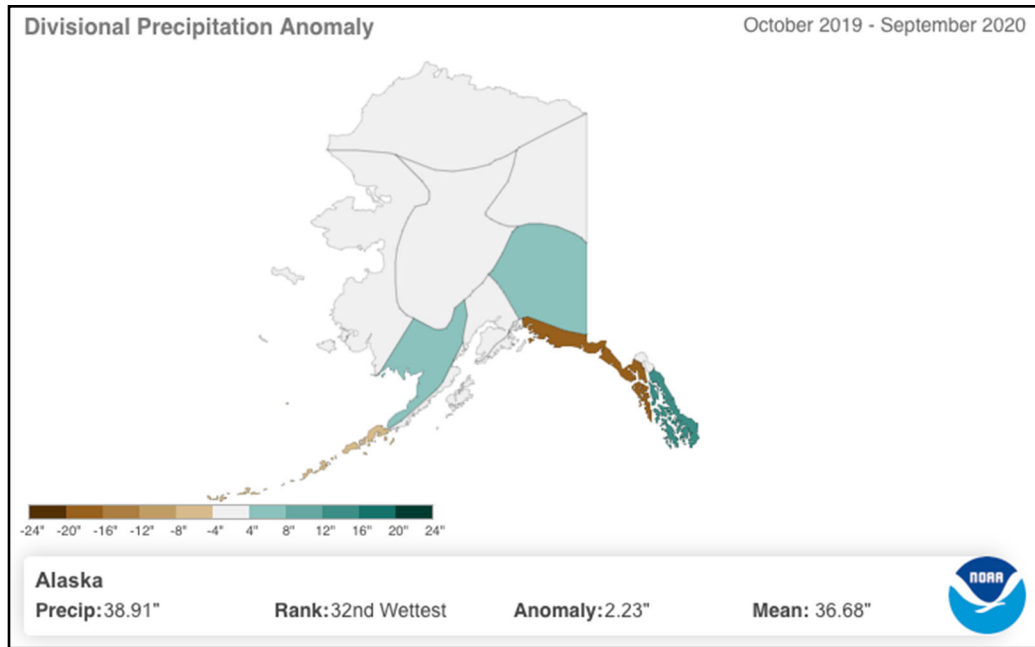 Divisional Precipitation Anomaly
October 2019 - September 2020
-24" -20" -16" -12" -8" -4" 4" 8" 12" 16" 20" 24"
Alaska
Precip:38.91" Rank:32nd Wettest Anomaly:2.23" Mean: 36.68"
NOAA